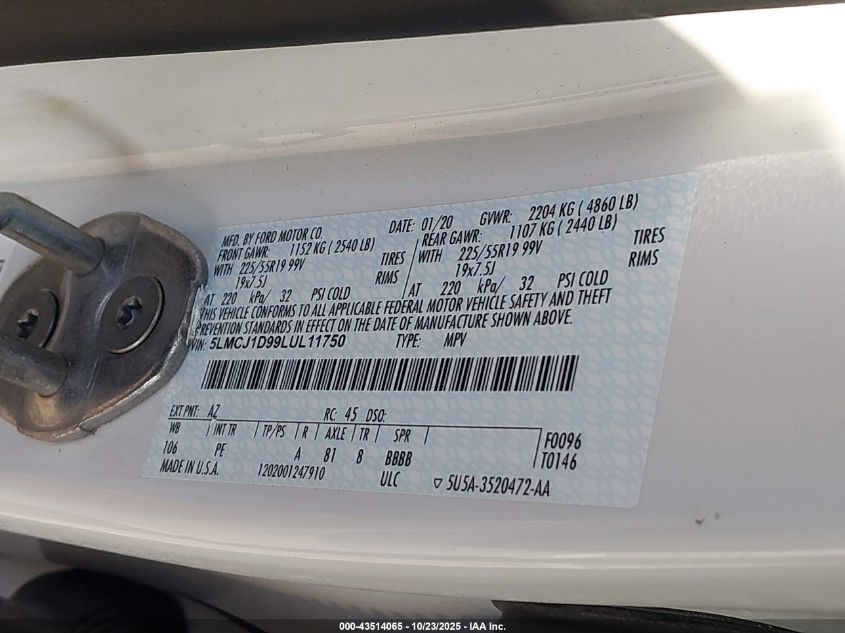 MFD. BY FORD MOTOR CO. DATE: 01/20 GVWR: 2204 KG ( 4860 LB)
FRONT GAWR: 1152 KG ( 2540 LB) REAR GAWR: 1107 KG ( 2440 LB)
WITH 225/55R19 99V TIRES WITH 225/55R19 99V TIRES
19x7.5J RIMS 19x7.5J RIMS
AT 220 kPa/ 32 PSI COLD AT 220 kPa/ 32 PSI COLD
THIS VEHICLE CONFORMS TO ALL APPLICABLE FEDERAL MOTOR VEHICLE SAFETY AND THEFT
PREVENTION STANDARDS IN EFFECT ON THE DATE OF MANUFACTURE SHOWN ABOVE.
VIN: 5LMCJ1D99LUL11750 TYPE: MPV
EXT PNT: AZ RC: 45 DSO:
WB INT TR TP/PS R AXLE TR SPR F0096
106 PE A 81 8 BBBB T0146
MADE IN U.S.A. 1202001247910 ULC 5U5A-3520472-AA
000-43514065 - 10/23/2025 - IAA Inc.